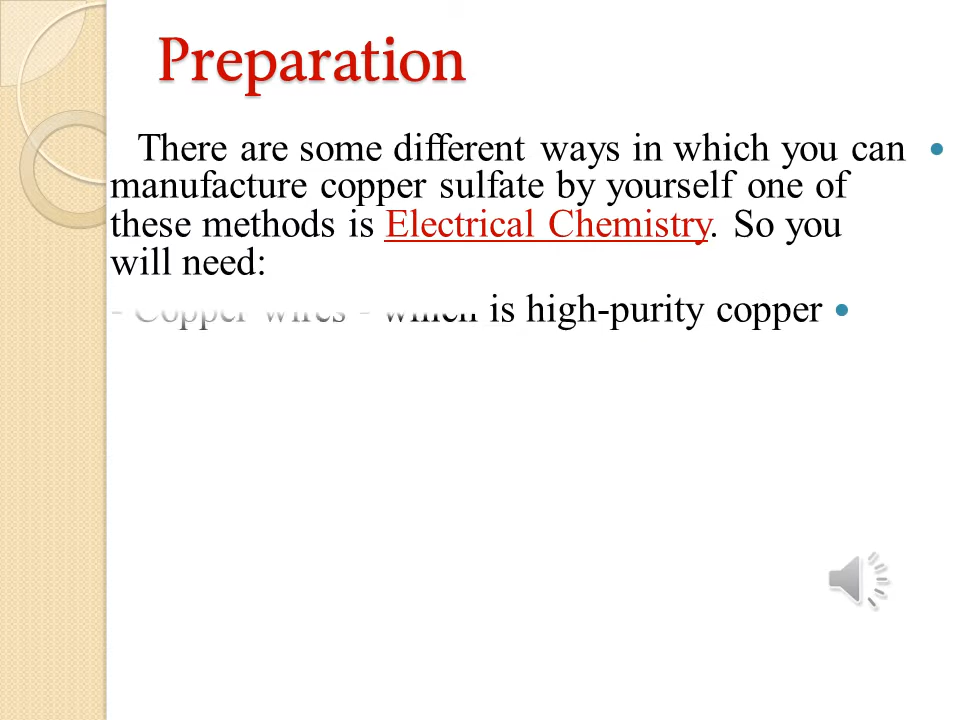 Preparation
There are some different ways in which you can •
manufacture copper sulfate by yourself one of
these methods is Electrical Chemistry. So you
will need:
- Copper wires - which is high-purity copper •